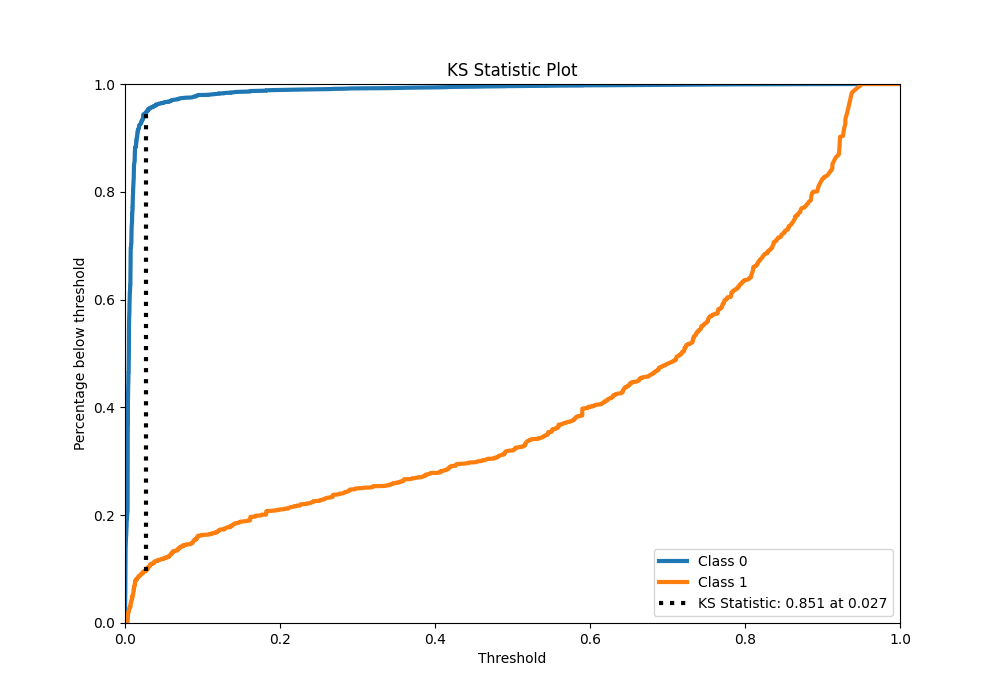 KS Statistic Plot
1.0
0.8
0.6
0.4
0.2
0.0
Percentage below threshold
Class 0
Class 1
KS Statistic: 0.851 at 0.027
0.0 0.2 0.4 0.6 0.8 1.0
Threshold